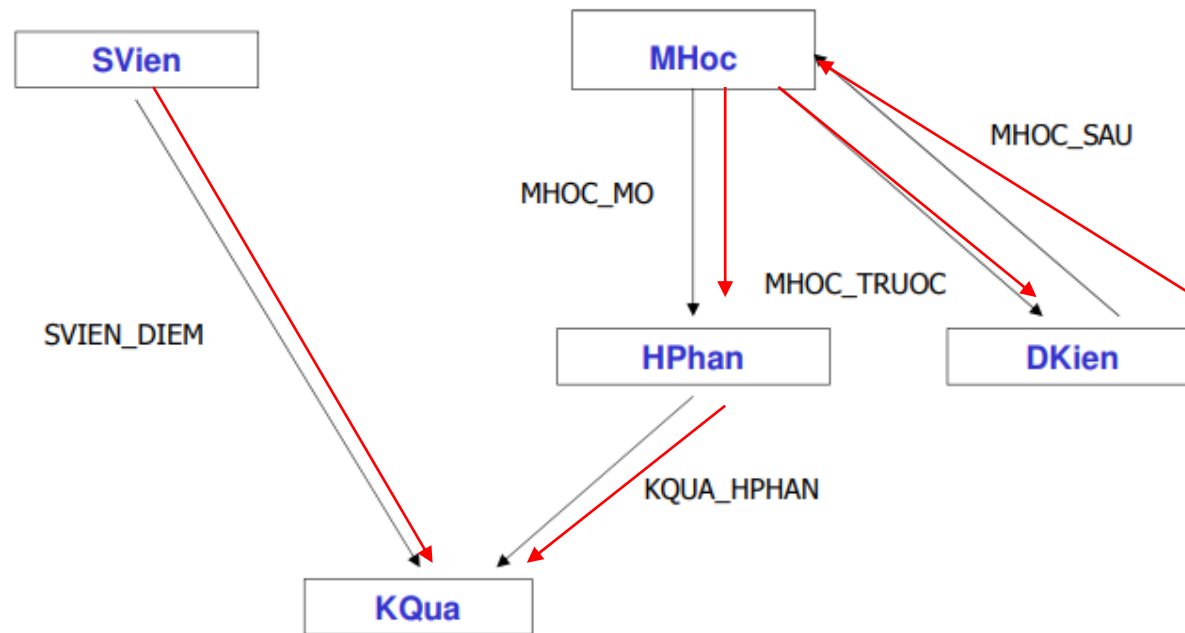 SVien
MHoc
MHOC_SAU
MHOC_MO
MHOC_TRUOC
SVIEN_DIEM
HPhan
DKien
KQUA_HPHAN
KQua